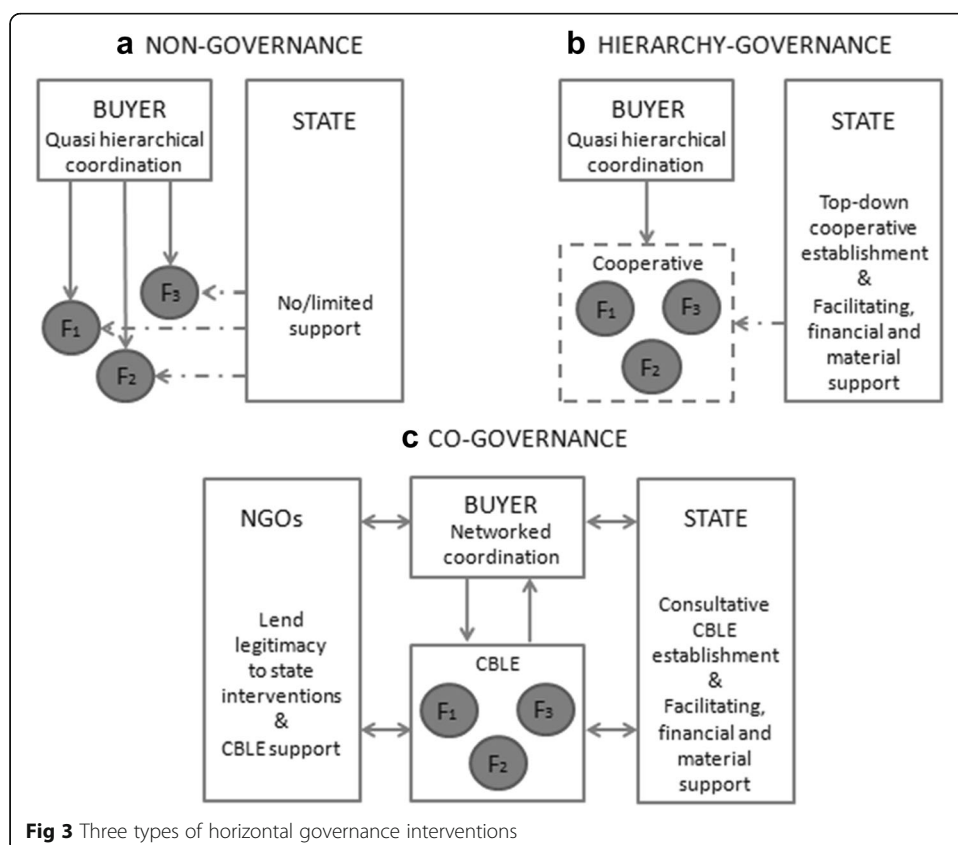 a NON-GOVERNANCE
BUYER
Quasi hierarchical
coordination
STATE
No/limited
support
F3
F1
F2
b HIERARCHY-GOVERNANCE
BUYER
Quasi hierarchical
coordination
STATE
Top-down
cooperative
establishment
&
Facilitating,
financial and
material
support
Cooperative
F1
F3
F2
c CO-GOVERNANCE
NGOs
Lend
legitimacy
to state
interventions
&
CBLE support
BUYER
Networked
coordination
CBLE
F1
F3
F2
STATE
Consultative
CBLE
establishment
&
Facilitating,
financial and
material
support
Fig 3 Three types of horizontal governance interventions